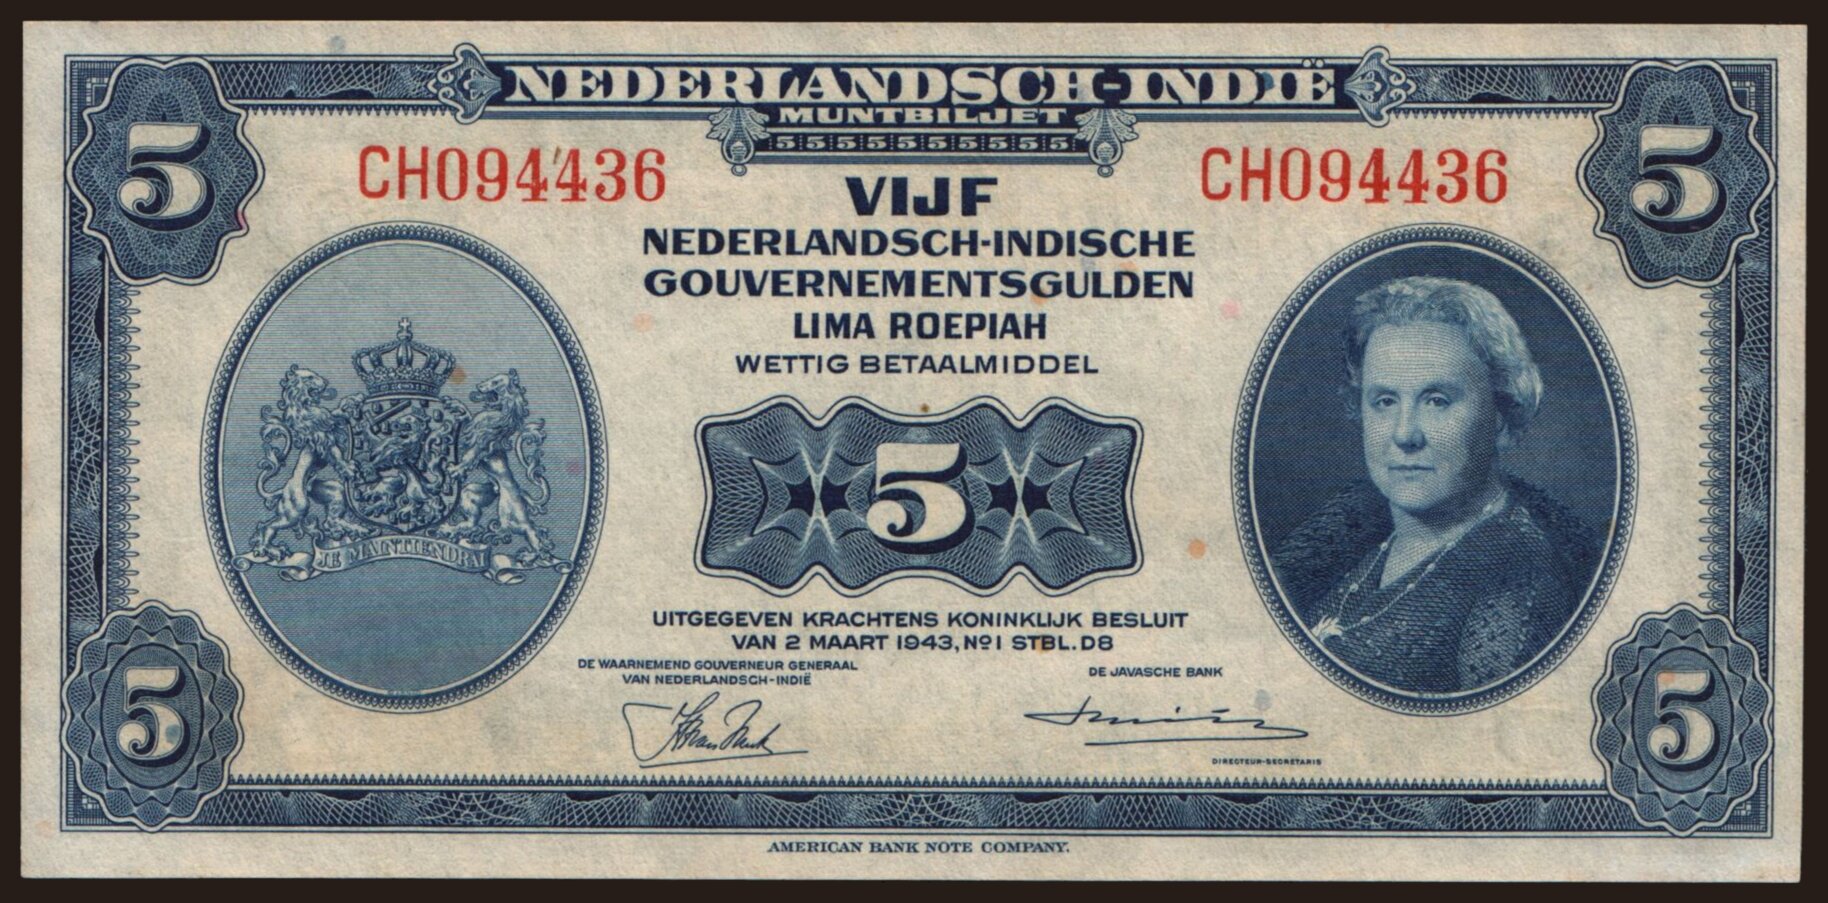 NEDERLANDSCH-INDIË
MUNTBILJET
5 5 5 5 5 5 5 5 5 5
5
5
CH094436
CH094436
VIJF
NEDERLANDSCH-INDISCHE
GOUVERNEMENTSGULDEN
LIMA ROEPIAH
WETTIG BETAALMIDDEL
5
JE MAINTIENDRAI
UITGEGEVEN KRACHTENS KONINKLIJK BESLUIT
VAN 2 MAART 1943, Nº 1 STBL. D8
DE WAARNEMEND GOUVERNEUR GENERAAL
VAN NEDERLANDSCH-INDIË
DE JAVASCHE BANK
DIRECTEUR-SECRETARIS
5
5
AMERICAN BANK NOTE COMPANY.